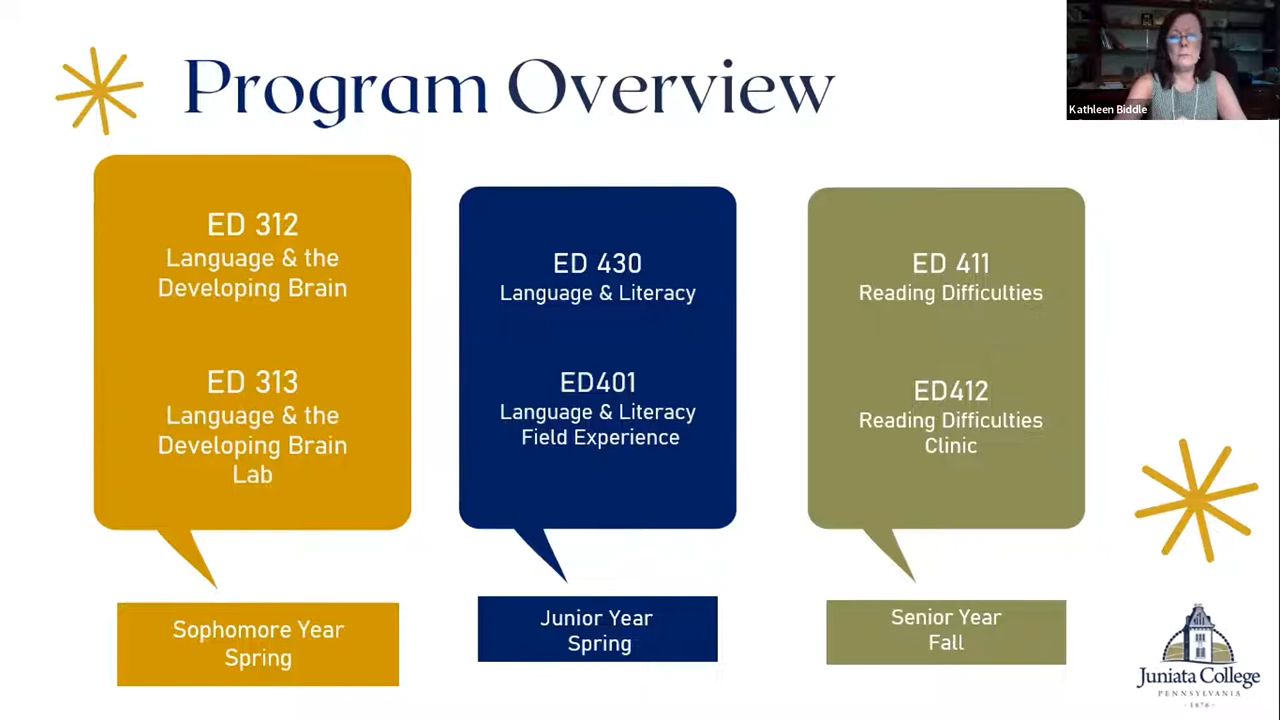 Program Overview
Kathleen Biddle
ED 312
Language & the
Developing Brain
ED 313
Language & the
Developing Brain
Lab
Sophomore Year
Spring
ED 430
Language & Literacy
ED401
Language & Literacy
Field Experience
Junior Year
Spring
ED 411
Reading Difficulties
ED412
Reading Difficulties
Clinic
Senior Year
Fall
Juniata College
PENNSYLVANIA
· 1876 ·